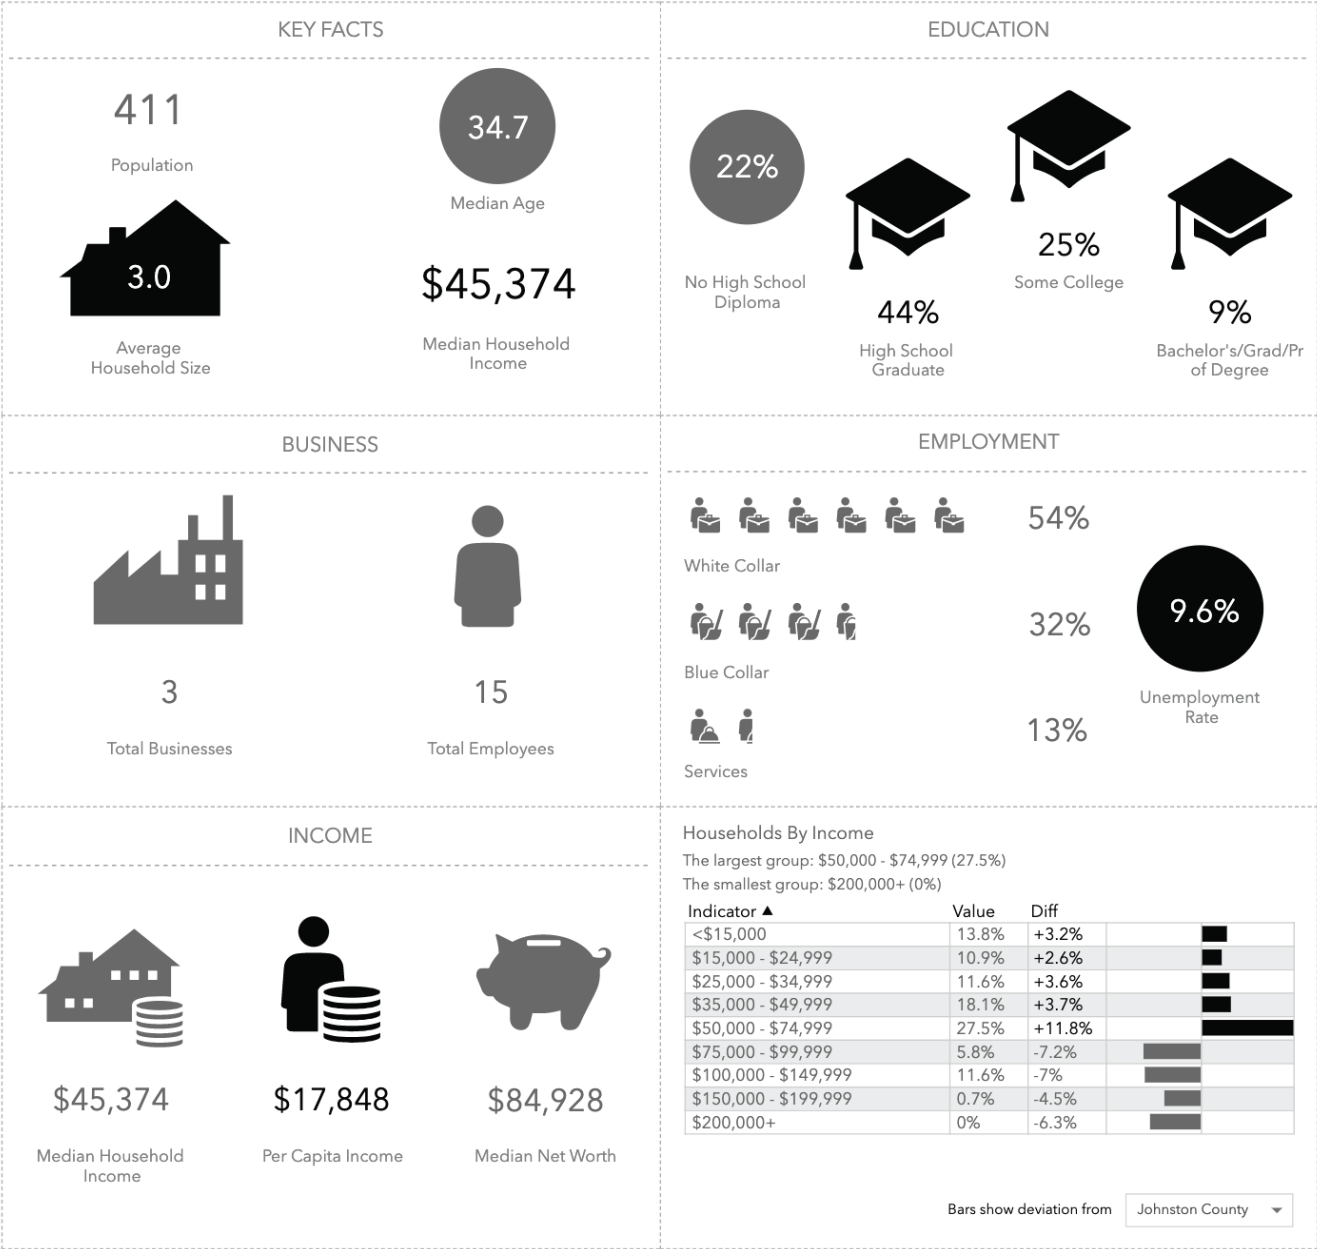 KEY FACTS
411
Population
34.7
Median Age
3.0
Average
Household Size
$45,374
Median Household
Income
EDUCATION
22%
No High School
Diploma
44%
High School
Graduate
25%
Some College
9%
Bachelor's/Grad/Pr
of Degree
BUSINESS
3
Total Businesses
15
Total Employees
EMPLOYMENT
54%
White Collar
32%
Blue Collar
13%
Services
9.6%
Unemployment
Rate
INCOME
$45,374
Median Household
Income
$17,848
Per Capita Income
$84,928
Median Net Worth
Households By Income
The largest group: $50,000 - $74,999 (27.5%)
The smallest group: $200,000+ (0%)
Indicator ▲ Value Diff
<$15,000 13.8% +3.2%
$15,000 - $24,999 10.9% +2.6%
$25,000 - $34,999 11.6% +3.6%
$35,000 - $49,999 18.1% +3.7%
$50,000 - $74,999 27.5% +11.8%
$75,000 - $99,999 5.8% -7.2%
$100,000 - $149,999 11.6% -7%
$150,000 - $199,999 0.7% -4.5%
$200,000+ 0% -6.3%
Bars show deviation from Johnston County